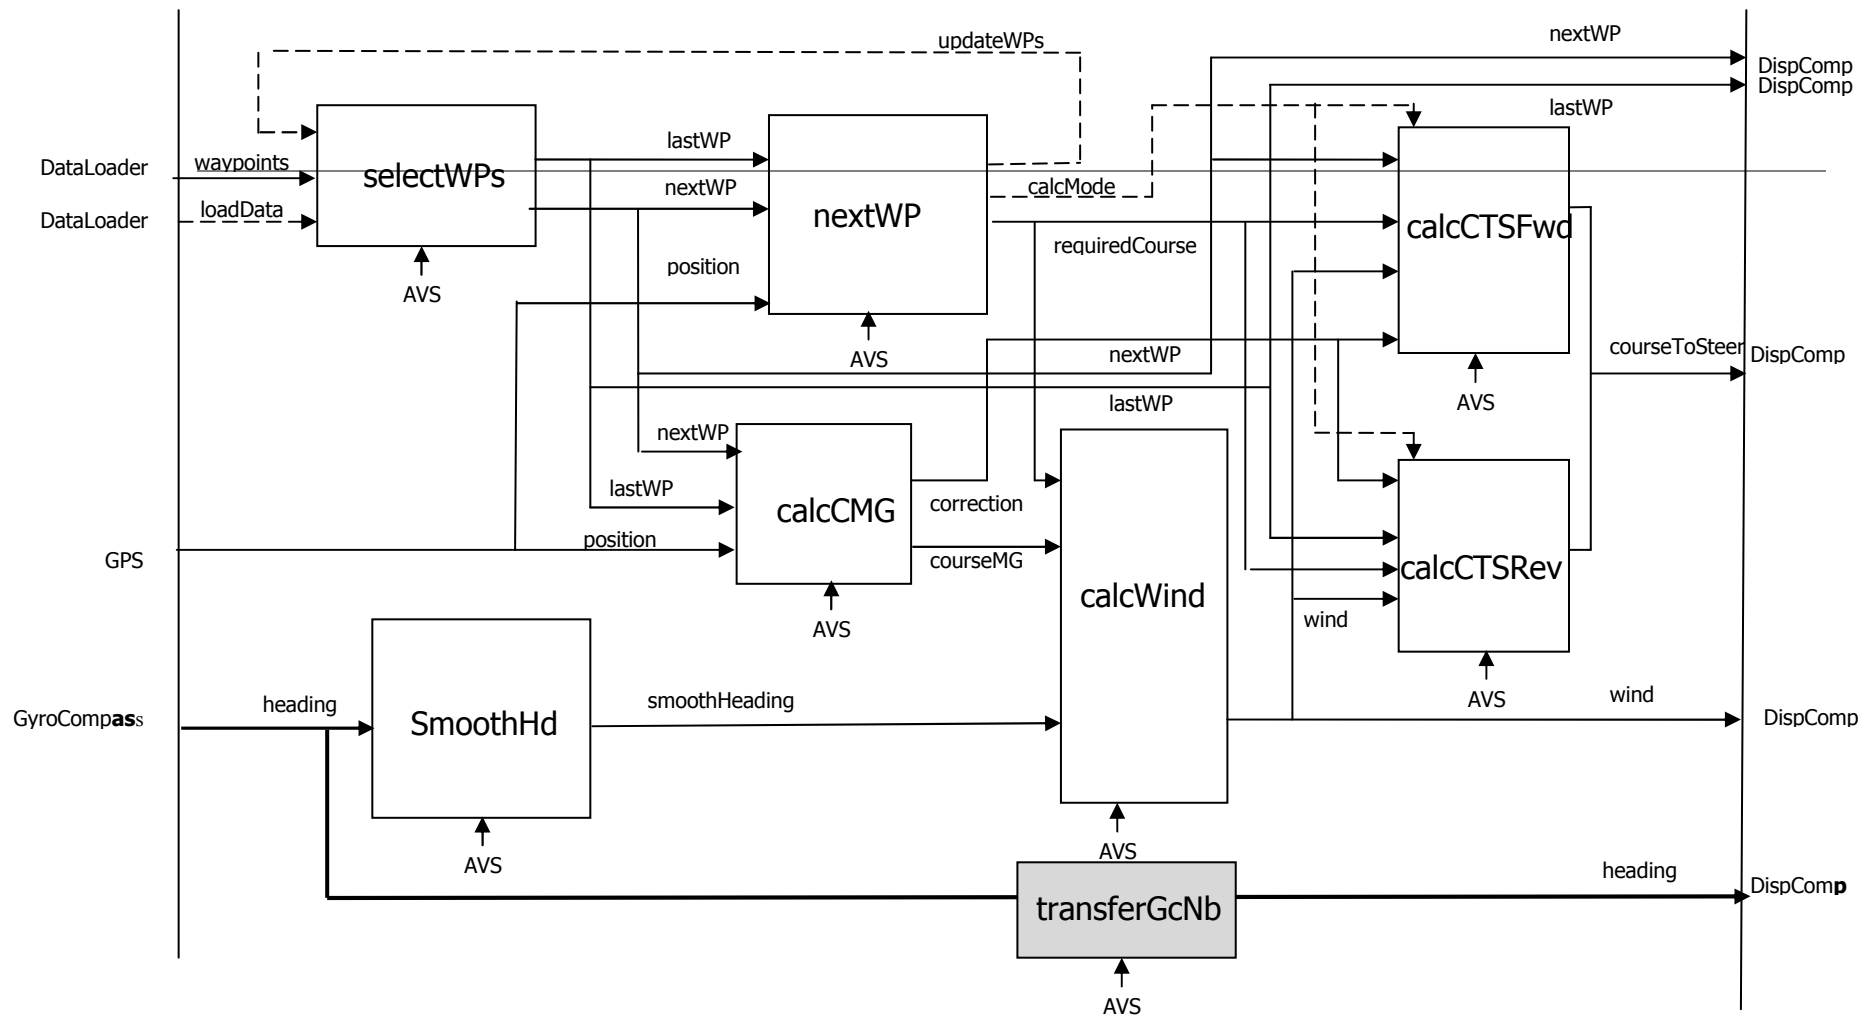 updateWPs
nextWP
DispComp
DispComp
lastWP
lastWP
DataLoader
waypoints
selectWPs
nextWP
calcMode
loadData
DataLoader
nextWP
calcCTSFwd
requiredCourse
position
AVS
AVS
nextWP
courseToSteer
DispComp
AVS
lastWP
nextWP
lastWP
calcCMG
correction
position
GPS
courseMG
calcCTSRev
calcWind
wind
AVS
heading
smoothHeading
AVS
wind
GyroCompass
SmoothHd
DispComp
AVS
AVS
heading
DispComp
transferGcNb
AVS